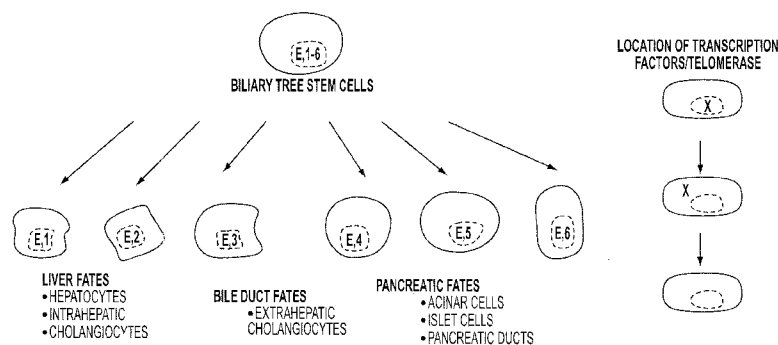 E,1-6
BILIARY TREE STEM CELLS
E,1
E,2
E,3
E,4
E,5
E,6
LIVER FATES
•HEPATOCYTES
•INTRAHEPATIC
•CHOLANGIOCYTES
BILE DUCT FATES
•EXTRAHEPATIC
CHOLANGIOCYTES
PANCREATIC FATES
•ACINAR CELLS
•ISLET CELLS
•PANCREATIC DUCTS
LOCATION OF TRANSCRIPTION
FACTORS/TELOMERASE
X
X